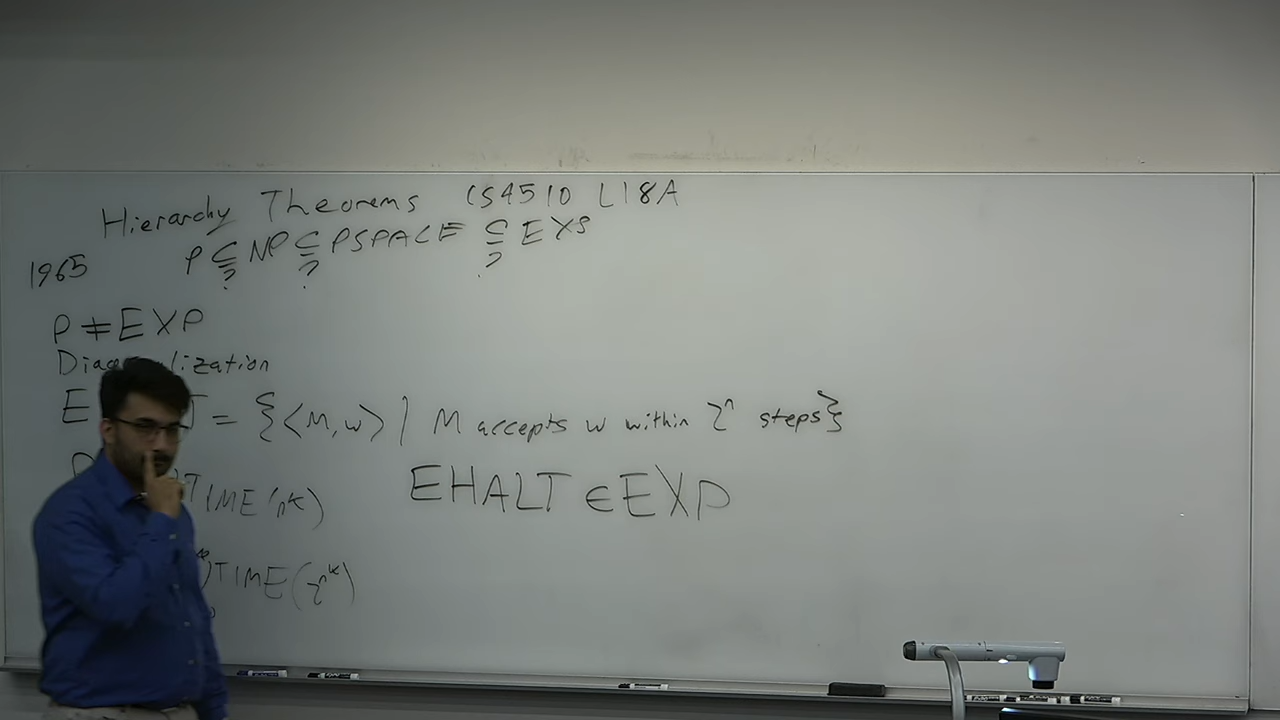 Hierarchy Theorems CS4510 L18A
P ⊆ NP ⊆ PSPACE ⊆ EXP
? ? ?
1965
P ≠ EXP
Diag lization
E T = {<M,w> | M accepts w within 2ⁿ steps}
EHALT ∈ EXP
TIME(nᵏ)
TIME(2ⁿᵏ)